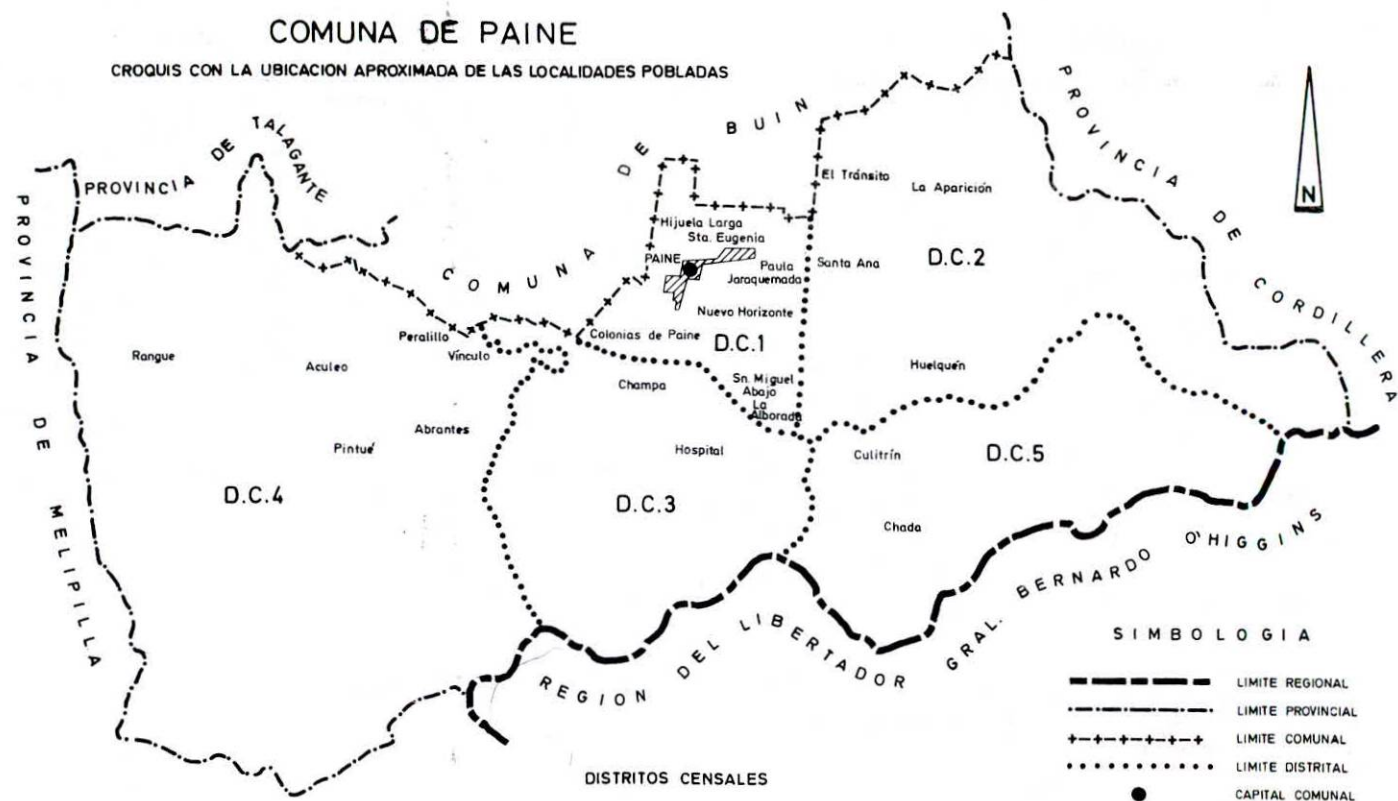 COMUNA DE PAINE
CROQUIS CON LA UBICACION APROXIMADA DE LAS LOCALIDADES POBLADAS
PROVINCIA DE TALAGANTE
COMUNA DE BUIN
PROVINCIA DE CORDILLERA
N
PROVINCIA DE MELIPILLA
El Tránsito
La Aparición
Hijuela Larga
Sta. Eugenia
PAINE
Paula
Jaraquemada
Santa Ana
D.C.2
Nuevo Horizonte
Colonias de Paine
D.C.1
Peralillo
Vínculo
Rangue
Aculeo
Champa
Sn. Miguel
Abajo
La
Alborada
Huelquén
Abrantes
Pintué
Hospital
Culitrín
D.C.5
D.C.4
D.C.3
Chada
REGION DEL LIBERTADOR GRAL. BERNARDO O'HIGGINS
SIMBOLOGIA
LIMITE REGIONAL
LIMITE PROVINCIAL
LIMITE COMUNAL
LIMITE DISTRITAL
CAPITAL COMUNAL
DISTRITOS CENSALES